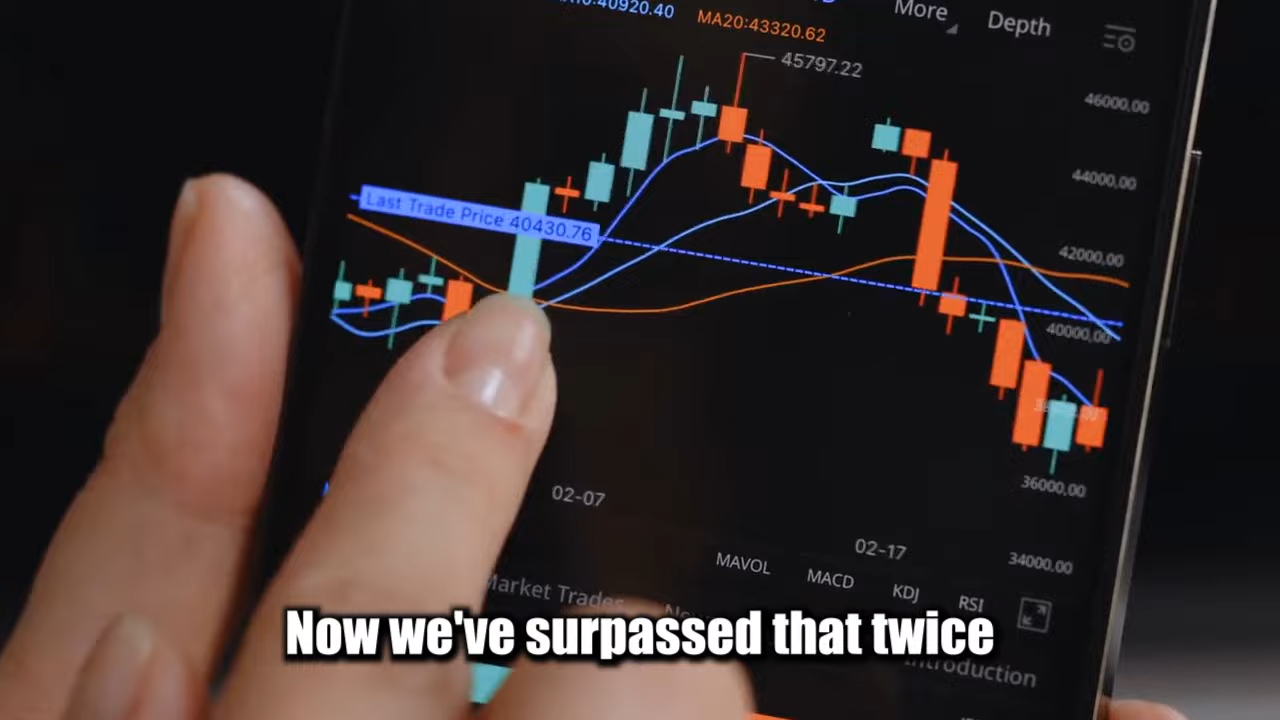 MA20:43320.62
More
Depth
45797.22
46000.00
44000.00
Last Trade Price 40430.76
42000.00
40000.00
36000.00
02-07
02-17
34000.00
MAVOL
MACD
KDJ
RSI
Market Trades
Introduction
Now we've surpassed that twice